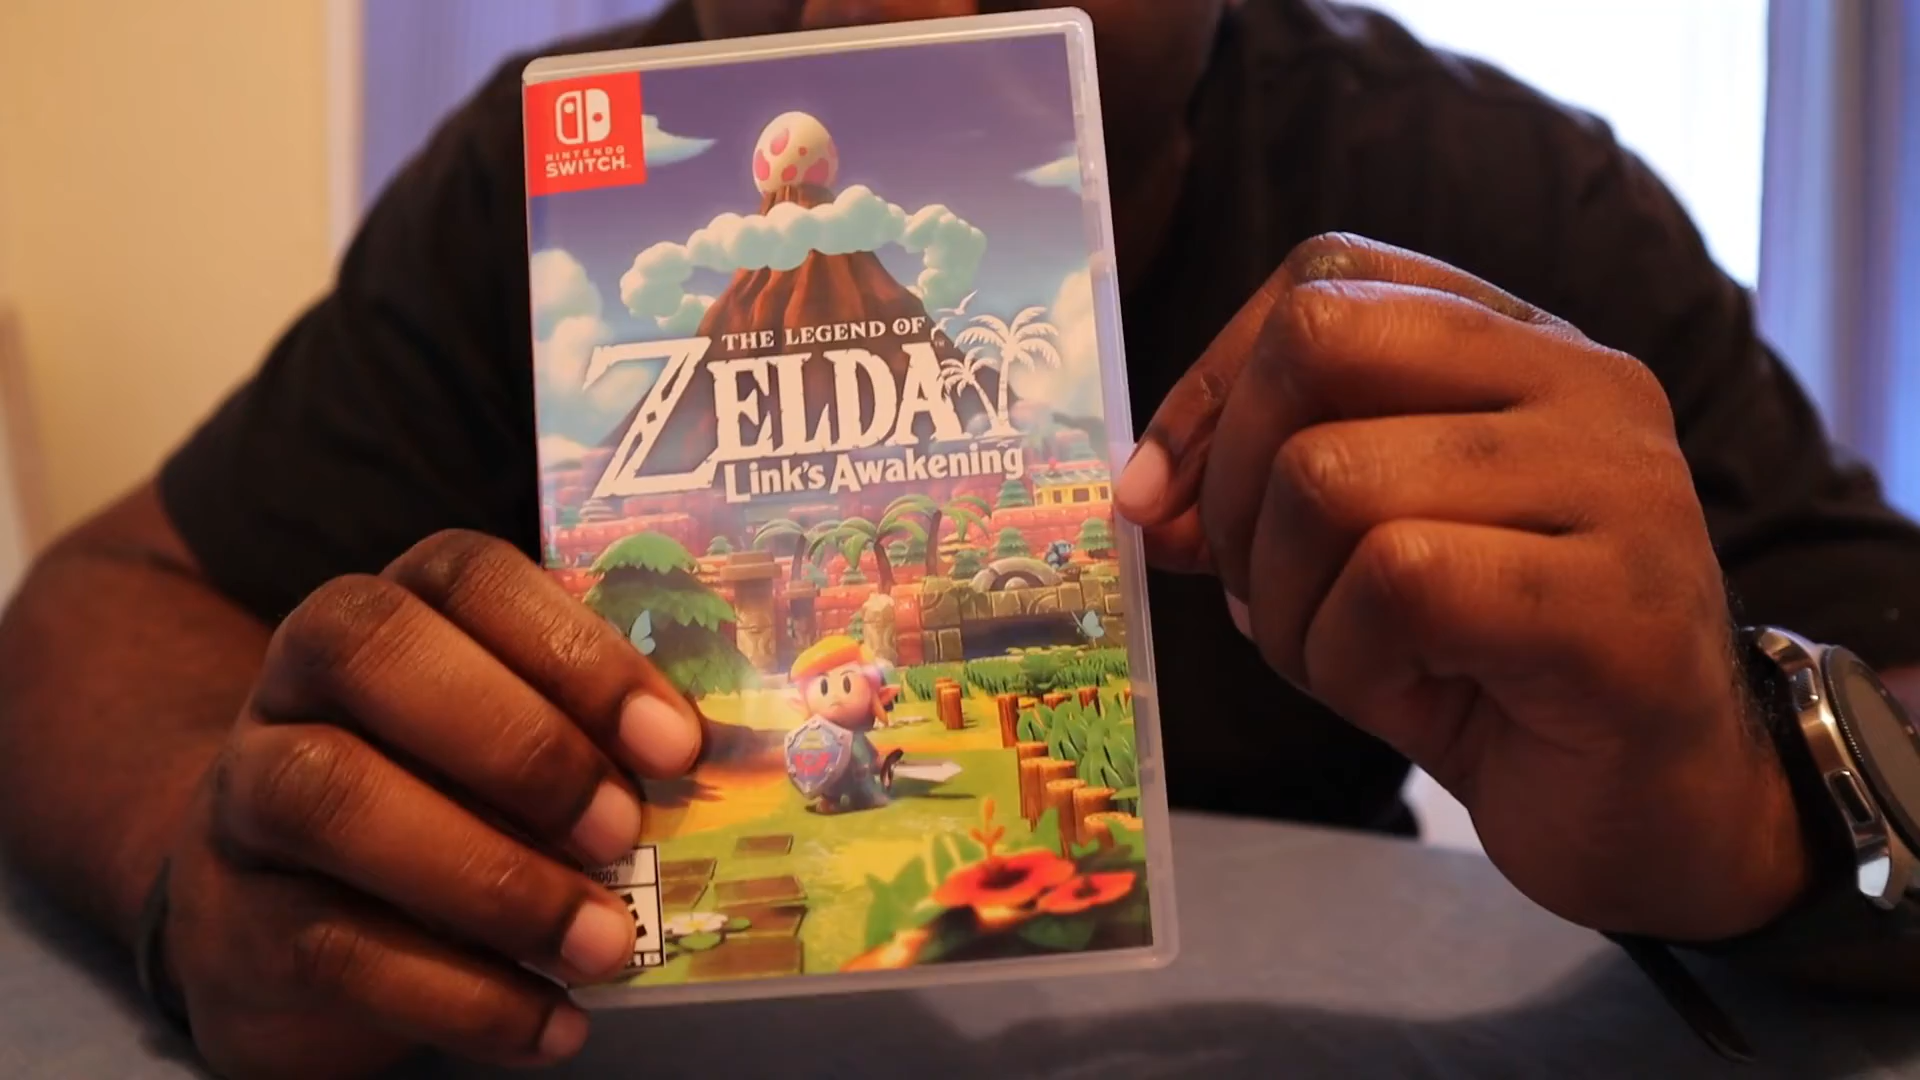 NINTENDO
SWITCH
THE LEGEND OF
ZELDA
Link's Awakening